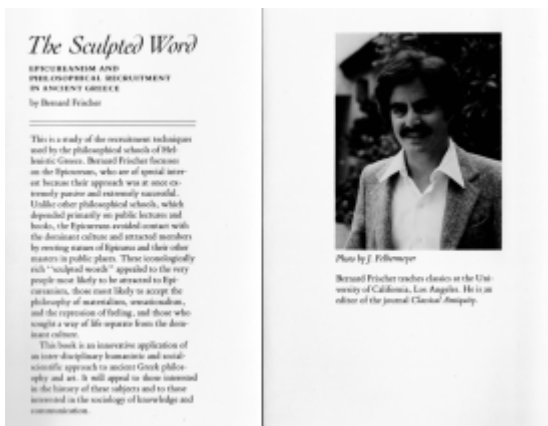 The Sculpted Word
EPICUREANISM AND
PHILOSOPHICAL RECRUITMENT
IN ANCIENT GREECE
by Bernard Frischer
This is a study of the recruitment techniques
used by the philosophical schools of Hel-
lenistic Greece. Bernard Frischer focuses
on the Epicureans, who are of special inter-
est because their approach was at once ex-
tremely passive and extremely successful.
Unlike other philosophical schools, which
depended primarily on public lectures and
books, the Epicureans avoided contact with
the dominant culture and attracted members
by erecting statues of Epicurus and their other
masters in public places. These iconologically
rich "sculpted words" appealed to the very
people most likely to be attracted to Epi-
cureanism, those most likely to accept the
philosophy of materialism, sensationalism,
and the repression of feeling, and those who
sought a way of life separate from the dom-
inant culture.
This book is an innovative application of
an inter-disciplinary humanistic and social-
scientific approach to ancient Greek philos-
ophy and art. It will appeal to those interested
in the history of these subjects and to those
interested in the sociology of knowledge and
communication.
Photo by J. Felbermeyer
Bernard Frischer teaches classics at the Uni-
versity of California, Los Angeles. He is an
editor of the journal Classical Antiquity.